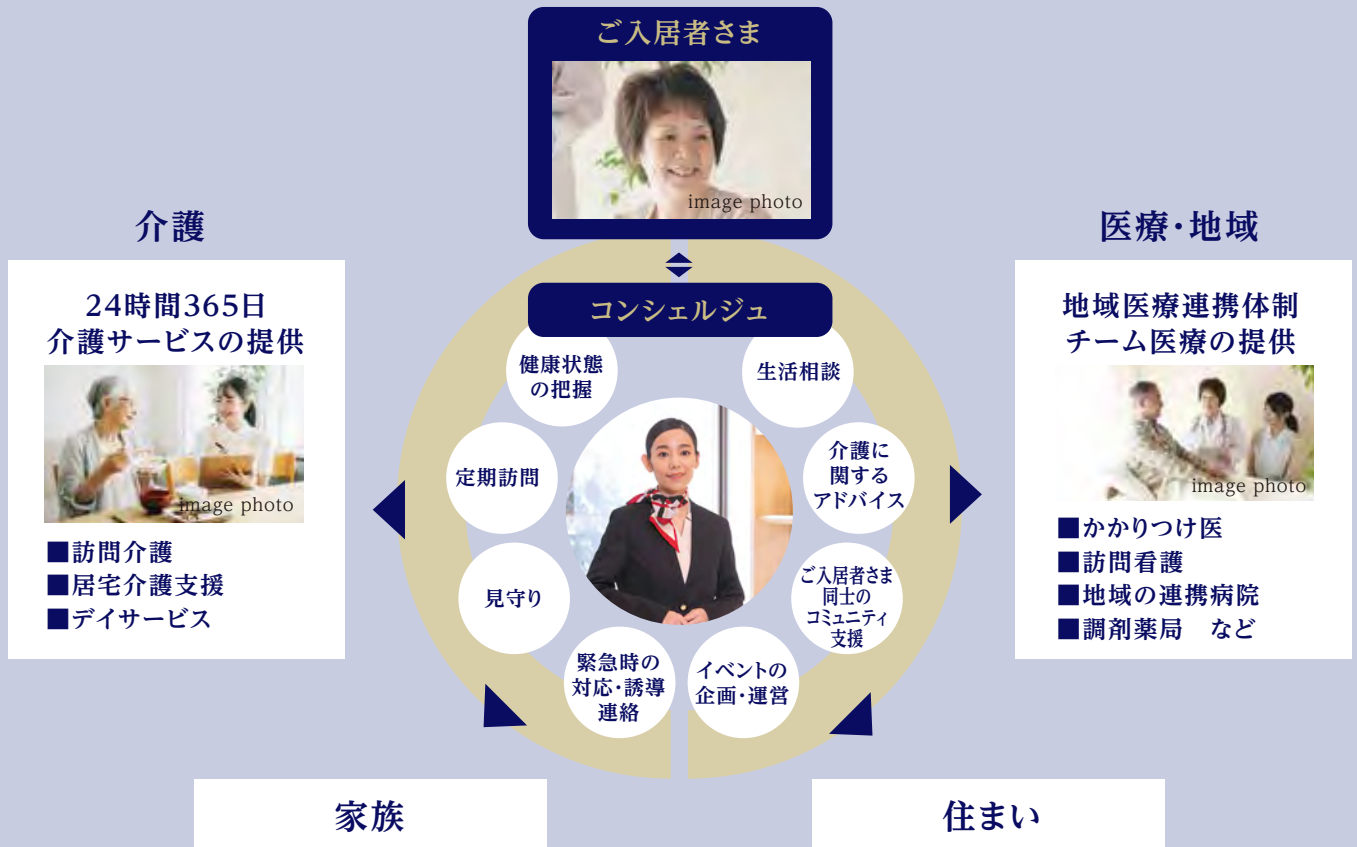 ご入居者さま
image photo
コンシェルジュ
介護
24時間365日
介護サービスの提供
image photo
■訪問介護
■居宅介護支援
■デイサービス
健康状態
の把握
定期訪問
見守り
緊急時の
対応・誘導
連絡
生活相談
介護に
関する
アドバイス
ご入居者さま
同士の
コミュニティ
支援
イベントの
企画・運営
医療・地域
地域医療連携体制
チーム医療の提供
image photo
■かかりつけ医
■訪問看護
■地域の連携病院
■調剤薬局　など
家族
住まい